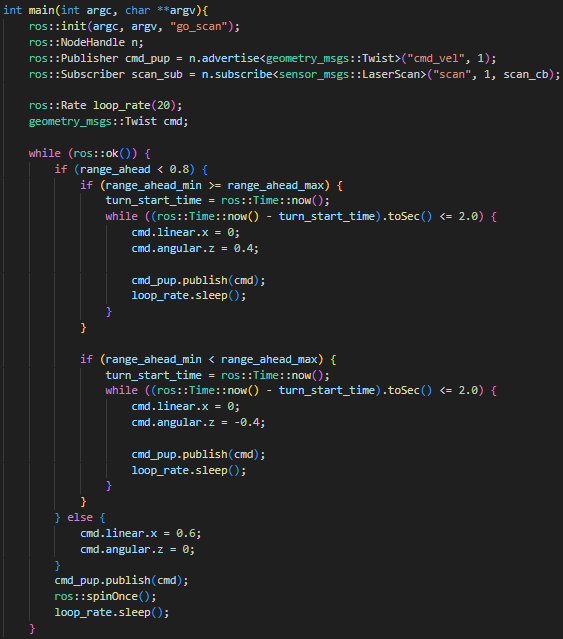 int main(int argc, char **argv){
ros::init(argc, argv, "go_scan");
ros::NodeHandle n;
ros::Publisher cmd_pup = n.advertise<geometry_msgs::Twist>("cmd_vel", 1);
ros::Subscriber scan_sub = n.subscribe<sensor_msgs::LaserScan>("scan", 1, scan_cb);
ros::Rate loop_rate(20);
geometry_msgs::Twist cmd;
while (ros::ok()) {
if (range_ahead < 0.8) {
if (range_ahead_min >= range_ahead_max) {
turn_start_time = ros::Time::now();
while ((ros::Time::now() - turn_start_time).toSec() <= 2.0) {
cmd.linear.x = 0;
cmd.angular.z = 0.4;
cmd_pup.publish(cmd);
loop_rate.sleep();
}
}
if (range_ahead_min < range_ahead_max) {
turn_start_time = ros::Time::now();
while ((ros::Time::now() - turn_start_time).toSec() <= 2.0) {
cmd.linear.x = 0;
cmd.angular.z = -0.4;
cmd_pup.publish(cmd);
loop_rate.sleep();
}
}
} else {
cmd.linear.x = 0.6;
cmd.angular.z = 0;
}
cmd_pup.publish(cmd);
ros::spinOnce();
loop_rate.sleep();
}